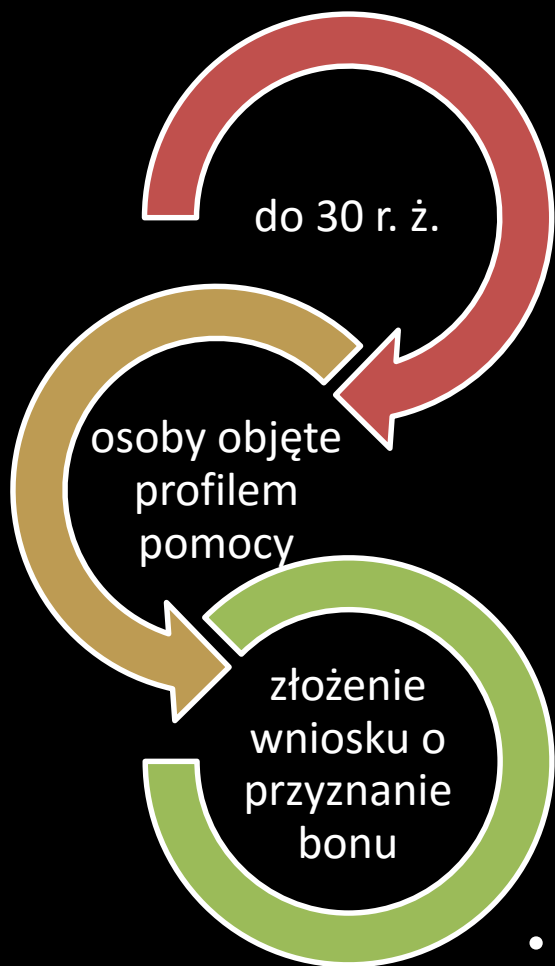 do 30 r. ż.
osoby objęte
profilem
pomocy
złożenie
wniosku o
przyznanie
bonu